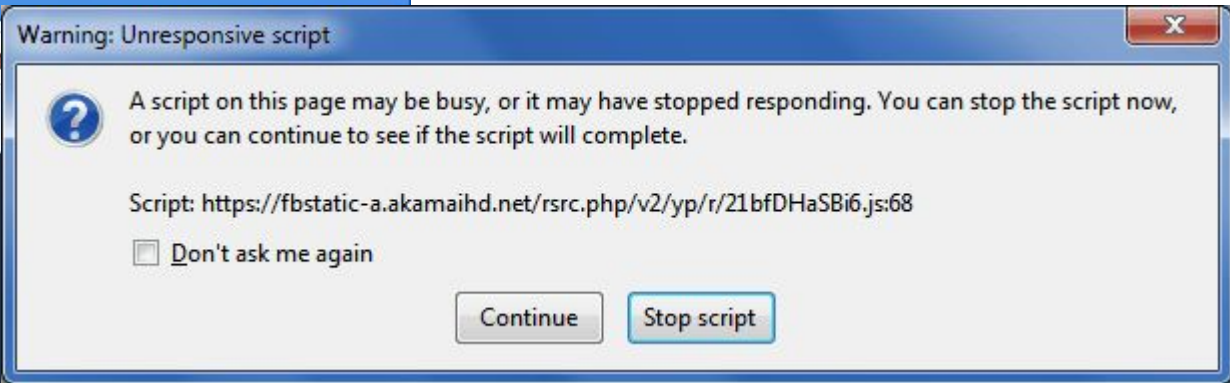 Warning: Unresponsive script
A script on this page may be busy, or it may have stopped responding. You can stop the script now,
or you can continue to see if the script will complete.
Script: https://fbstatic-a.akamaihd.net/rsrc.php/v2/yp/r/21bfDHaSBi6.js:68
Don't ask me again
Continue
Stop script